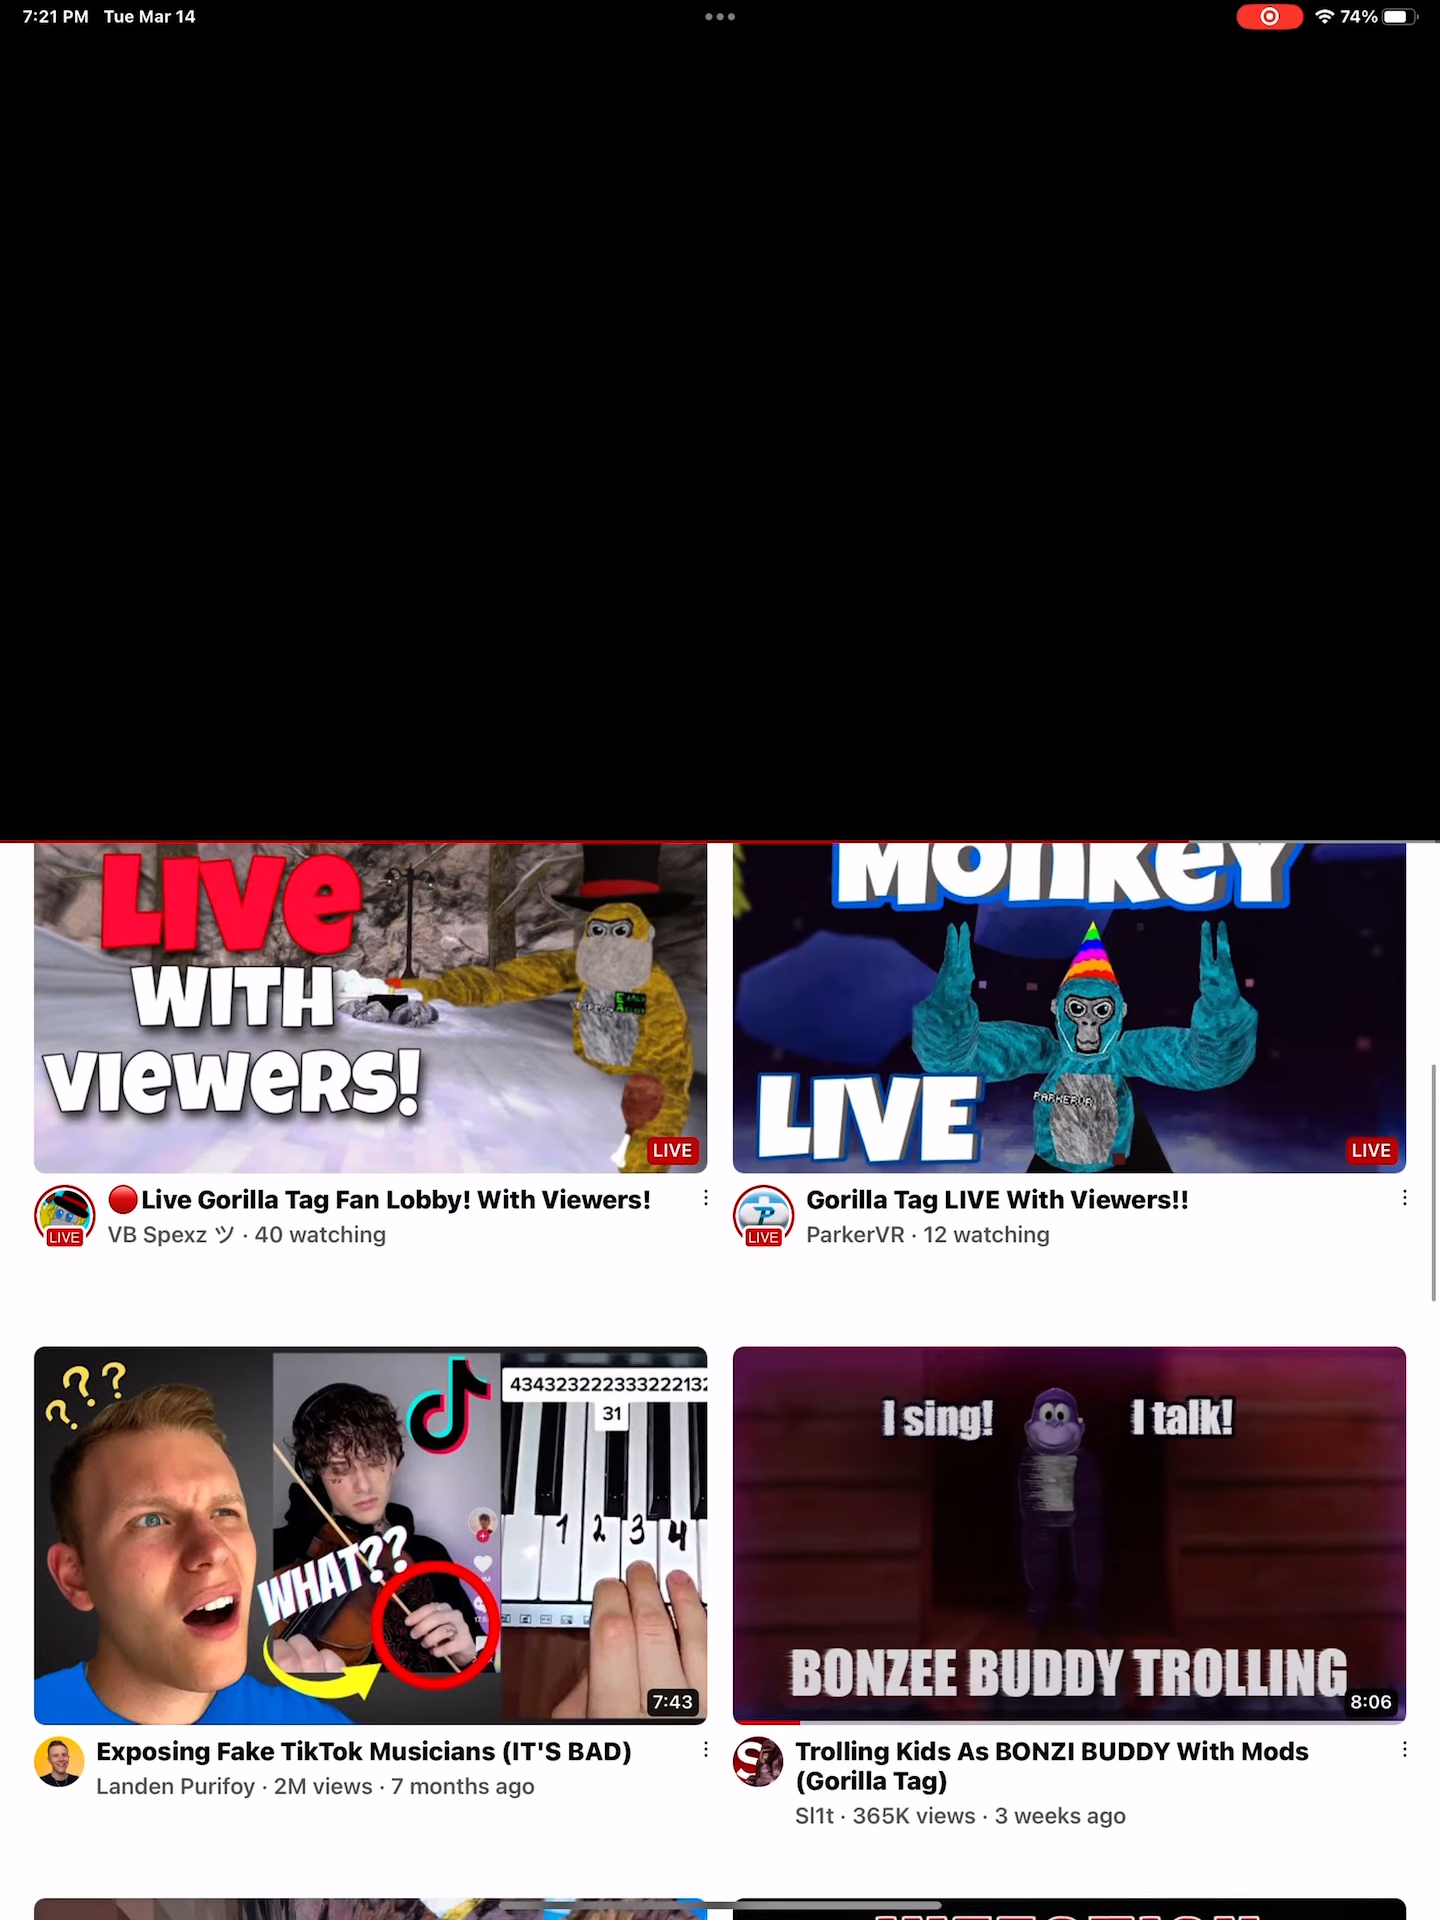 7:21 PM Tue Mar 14
74%
LIVE
WITH
VIEWERS!
LIVE
MONKEY
PARKERVR
LIVE
LIVE
🔴Live Gorilla Tag Fan Lobby! With Viewers!
VB Spexz ツ · 40 watching
LIVE
Gorilla Tag LIVE With Viewers!!
ParkerVR · 12 watching
LIVE
???
WHAT??
31
1 2 3 4
7:43
I sing!
I talk!
BONZEE BUDDY TROLLING
8:06
Exposing Fake TikTok Musicians (IT'S BAD)
Landen Purifoy · 2M views · 7 months ago
Trolling Kids As BONZI BUDDY With Mods
(Gorilla Tag)
Sl1t · 365K views · 3 weeks ago